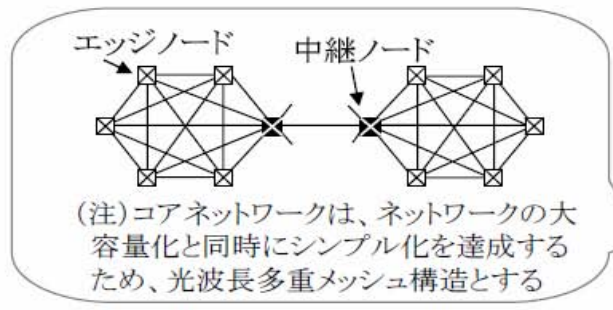 エッジノード
中継ノード
(注)コアネットワークは、ネットワークの大
容量化と同時にシンプル化を達成する
ため、光波長多重メッシュ構造とする